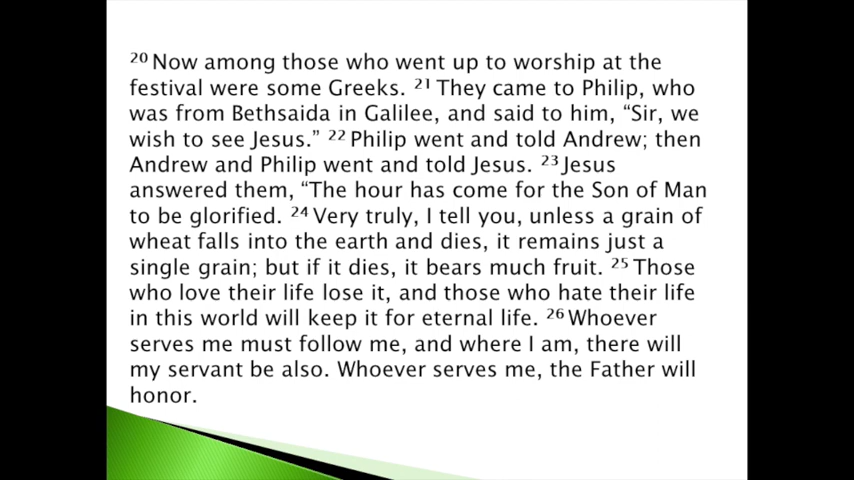 20 Now among those who went up to worship at the
festival were some Greeks. 21 They came to Philip, who
was from Bethsaida in Galilee, and said to him, “Sir, we
wish to see Jesus.” 22 Philip went and told Andrew; then
Andrew and Philip went and told Jesus. 23 Jesus
answered them, “The hour has come for the Son of Man
to be glorified. 24 Very truly, I tell you, unless a grain of
wheat falls into the earth and dies, it remains just a
single grain; but if it dies, it bears much fruit. 25 Those
who love their life lose it, and those who hate their life
in this world will keep it for eternal life. 26 Whoever
serves me must follow me, and where I am, there will
my servant be also. Whoever serves me, the Father will
honor.